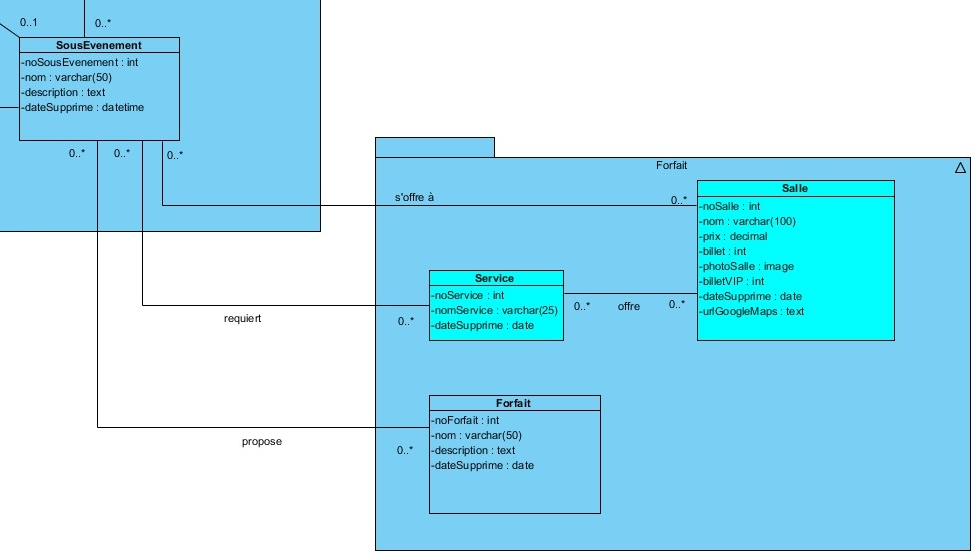 0..1
0..*
SousEvenement
-noSousEvenement : int
-nom : varchar(50)
-description : text
-dateSupprime : datetime
0..*
0..*
0..*
Forfait
s'offre à
0..*
Salle
-noSalle : int
-nom : varchar(100)
-prix : decimal
-billet : int
-photoSalle : image
-billetVIP : int
-dateSupprime : date
-urlGoogleMaps : text
Service
-noService : int
-nomService : varchar(25)
-dateSupprime : date
0..*
offre
0..*
0..*
requiert
Forfait
-noForfait : int
-nom : varchar(50)
-description : text
-dateSupprime : date
propose
0..*